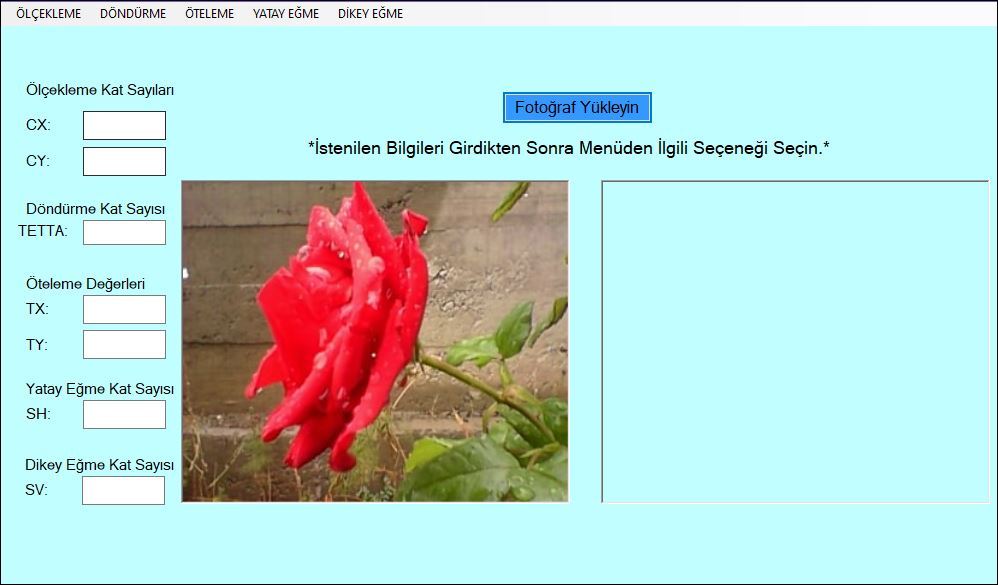 ÖLÇEKLEME DÖNDÜRME ÖTELEME YATAY EĞME DİKEY EĞME
Fotoğraf Yükleyin
*İstenilen Bilgileri Girdikten Sonra Menüden İlgili Seçeneği Seçin.*
Ölçekleme Kat Sayıları
CX:
CY:
Döndürme Kat Sayısı
TETTA:
Öteleme Değerleri
TX:
TY:
Yatay Eğme Kat Sayısı
SH:
Dikey Eğme Kat Sayısı
SV: